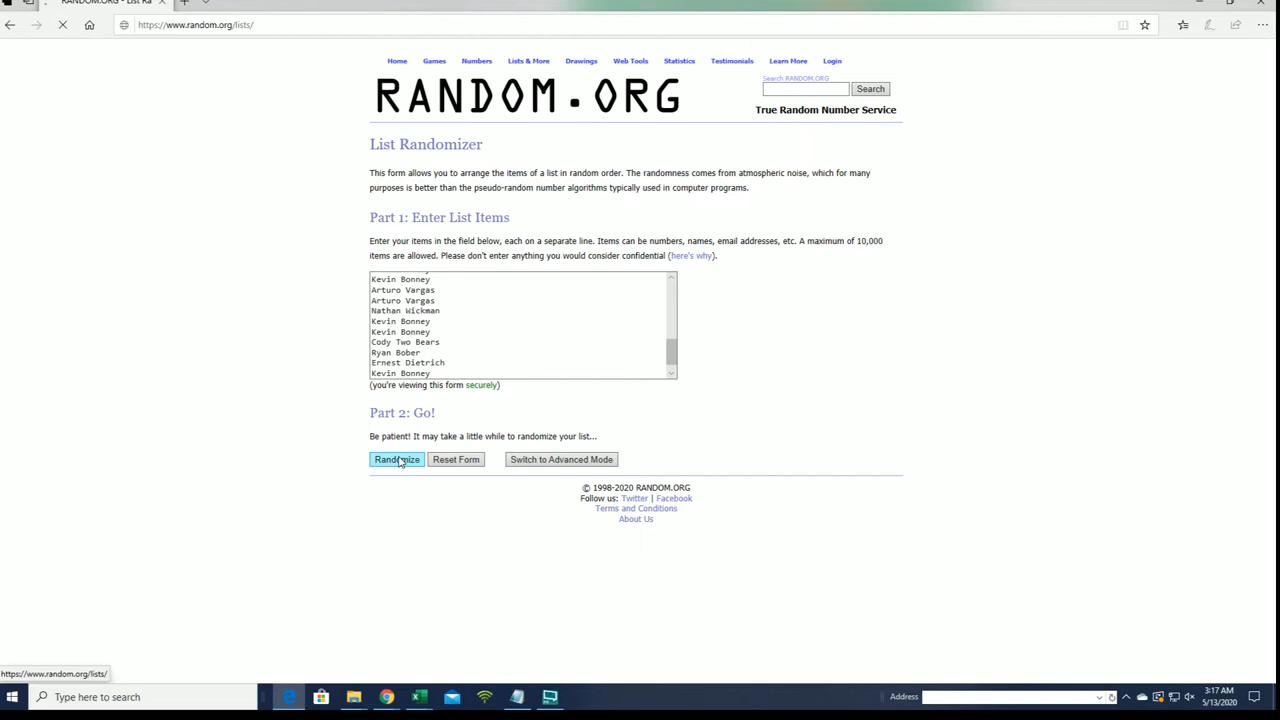 RANDOM.ORG - List Ra
https://www.random.org/lists/
Home Games Numbers Lists & More Drawings Web Tools Statistics Testimonials Learn More Login
Search RANDOM.ORG
RANDOM.ORG
Search
True Random Number Service
List Randomizer
This form allows you to arrange the items of a list in random order. The randomness comes from atmospheric noise, which for many
purposes is better than the pseudo-random number algorithms typically used in computer programs.
Part 1: Enter List Items
Enter your items in the field below, each on a separate line. Items can be numbers, names, email addresses, etc. A maximum of 10,000
items are allowed. Please don't enter anything you would consider confidential (here's why).
Kevin Bonney
Arturo Vargas
Arturo Vargas
Nathan Wickman
Kevin Bonney
Kevin Bonney
Cody Two Bears
Ryan Bober
Ernest Dietrich
Kevin Bonney
(you're viewing this form securely)
Part 2: Go!
Be patient! It may take a little while to randomize your list...
Randomize Reset Form Switch to Advanced Mode
© 1998-2020 RANDOM.ORG
Follow us: Twitter | Facebook
Terms and Conditions
About Us
https://www.random.org/lists/
Type here to search
Address
3:17 AM
5/13/2020